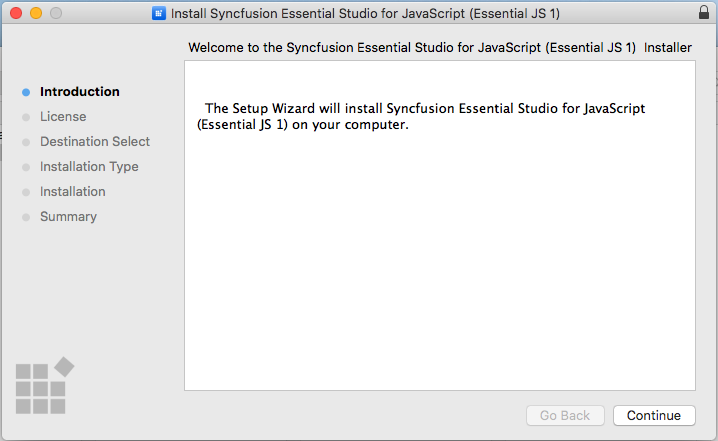 Install Syncfusion Essential Studio for JavaScript (Essential JS 1)
Welcome to the Syncfusion Essential Studio for JavaScript (Essential JS 1) Installer
Introduction
License
Destination Select
Installation Type
Installation
Summary
The Setup Wizard will install Syncfusion Essential Studio for JavaScript
(Essential JS 1) on your computer.
Go Back
Continue